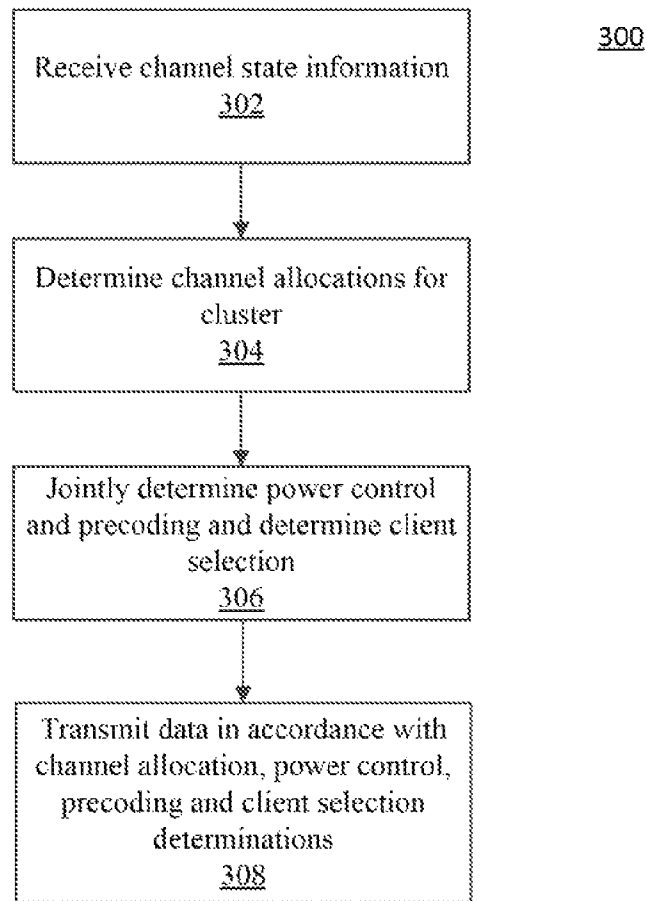 300
Receive channel state information
302
Determine channel allocations for
cluster
304
Jointly determine power control
and precoding and determine client
selection
306
Transmit data in accordance with
channel allocation, power control,
precoding and client selection
determinations
308